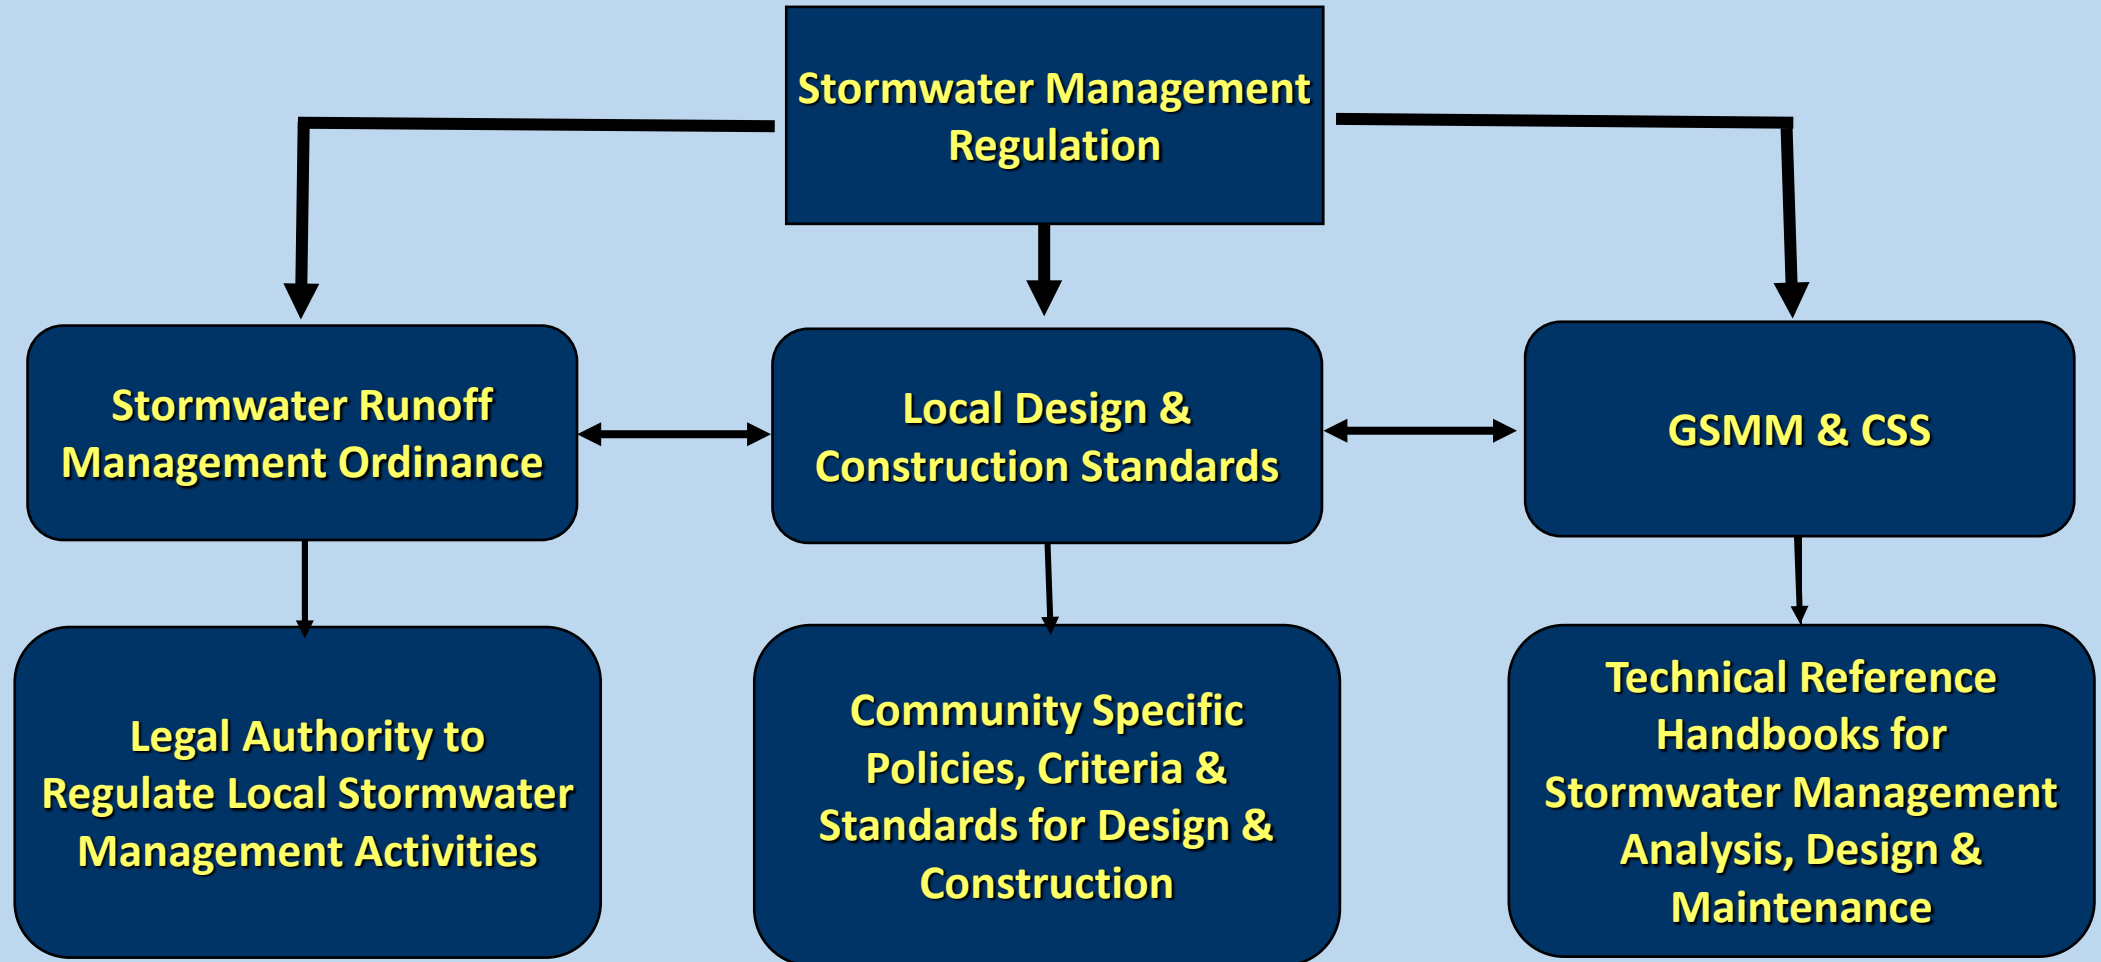 Stormwater Management
Regulation
Stormwater Runoff
Management Ordinance
Local Design &
Construction Standards
GSMM & CSS
Legal Authority to
Regulate Local Stormwater
Management Activities
Community Specific
Policies, Criteria &
Standards for Design &
Construction
Technical Reference
Handbooks for
Stormwater Management
Analysis, Design &
Maintenance